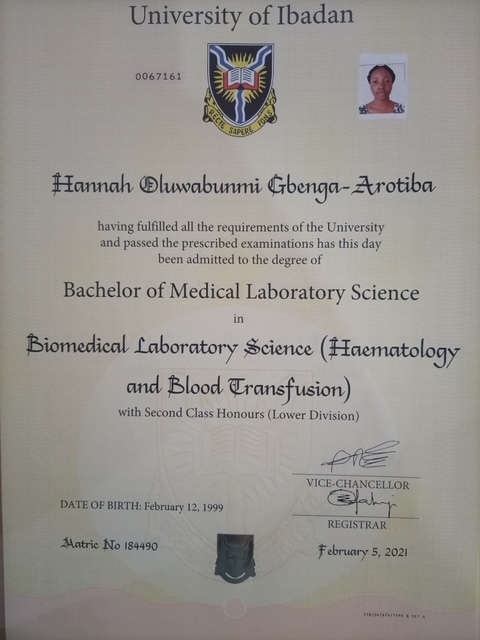 University of Ibadan
0067161
RECTE SAPERE FONS
Hannah Oluwabunmi Gbenga-Arotiba
having fulfilled all the requirements of the University
and passed the prescribed examinations has this day
been admitted to the degree of
Bachelor of Medical Laboratory Science
in
Biomedical Laboratory Science (Haematology
and Blood Transfusion)
with Second Class Honours (Lower Division)
VICE-CHANCELLOR
REGISTRAR
DATE OF BIRTH: February 12, 1999
Matric No 184490
February 5, 2021